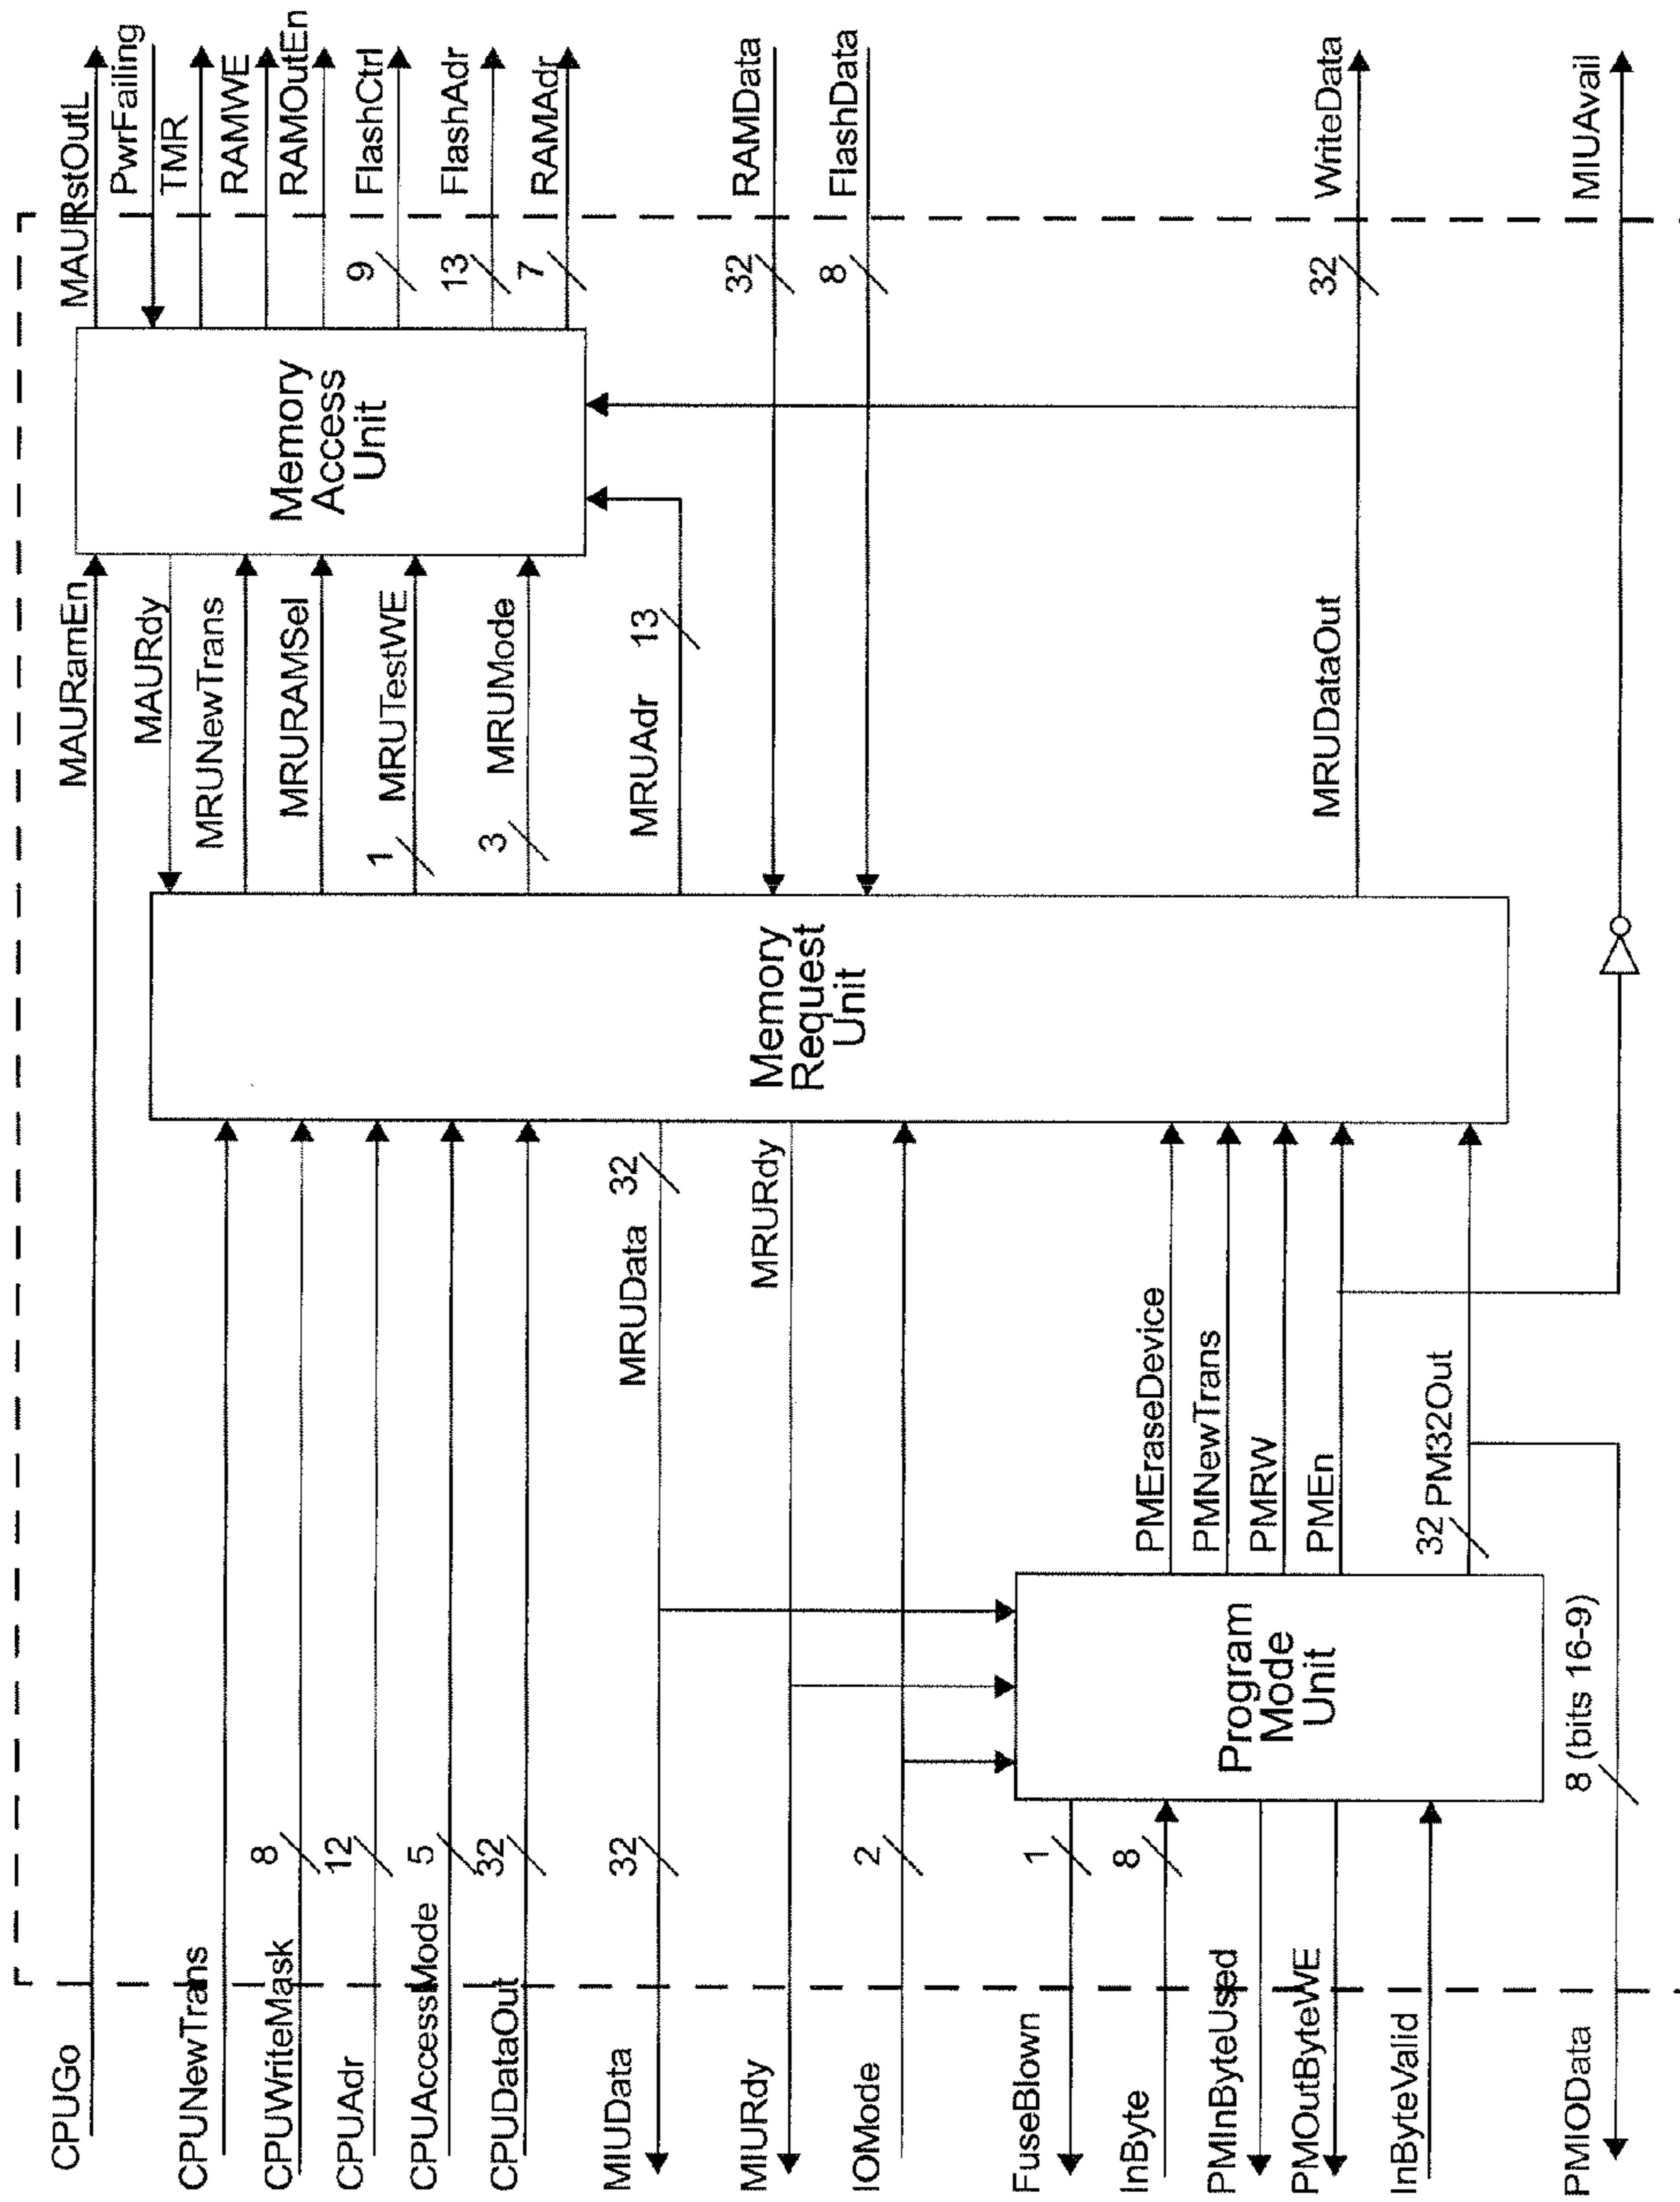 CPUGo
MAURamEn
MAURstOutL
PwrFailing
TMR
RAMWE
RAMOutEn
FlashCtrl
9
FlashAdr
13
RAMAdr
7
Memory
Access
Unit
MAURdy
MRUNewTrans
MRURAMSel
1
MRUTestWE
3
MRUMode
MRUAdr
13
CPUNewTrans
CPUWriteMask
8
CPUAdr
12
CPUAccessMode
5
CPUDataOut
32
Memory
Request
Unit
RAMData
32
FlashData
8
MIUData
32
MRUData
32
MIURdy
MRURdy
IOMode
2
FuseBlown
1
InByte
8
PMInByteUsed
PMOutByteWE
InByteValid
Program
Mode
Unit
PMEraseDevice
PMNewTrans
PMRW
PMEn
32 PM32Out
MRUDataOut
32
WriteData
PMIOData
8 (bits 16-9)
MIUAvail